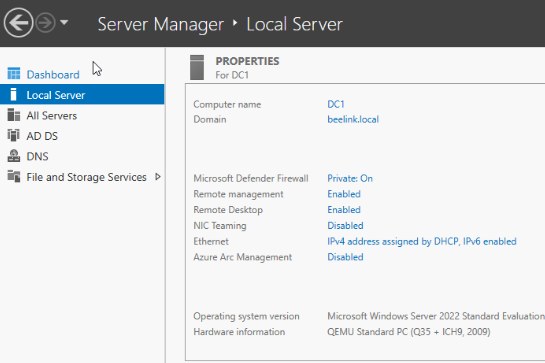 Server Manager ‣ Local Server
Dashboard
Local Server
All Servers
AD DS
DNS
File and Storage Services
PROPERTIES
For DC1
Computer name DC1
Domain beelink.local
Microsoft Defender Firewall Private: On
Remote management Enabled
Remote Desktop Enabled
NIC Teaming Disabled
Ethernet IPv4 address assigned by DHCP, IPv6 enabled
Azure Arc Management Disabled
Operating system version Microsoft Windows Server 2022 Standard Evaluation
Hardware information QEMU Standard PC (Q35 + ICH9, 2009)